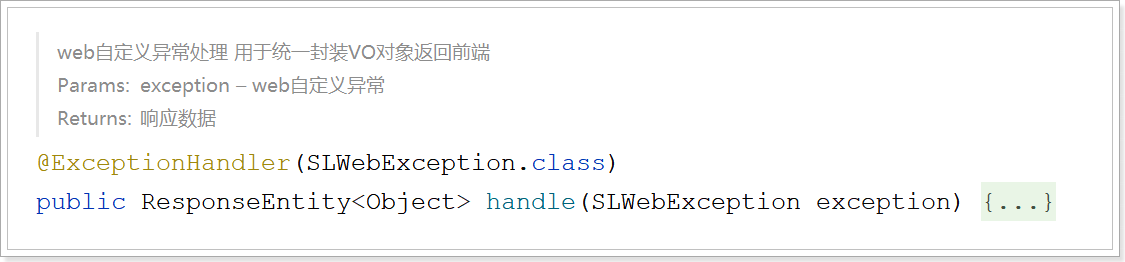 web自定义异常处理 用于统一封装VO对象返回前端
Params: exception – web自定义异常
Returns: 响应数据
@ExceptionHandler(SLWebException.class)
public ResponseEntity<Object> handle(SLWebException exception) {...}